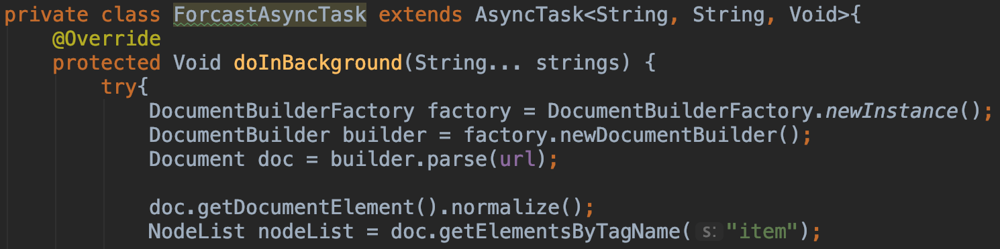 private class ForcastAsyncTask extends AsyncTask<String, String, Void>{
@Override
protected Void doInBackground(String... strings) {
try{
DocumentBuilderFactory factory = DocumentBuilderFactory.newInstance();
DocumentBuilder builder = factory.newDocumentBuilder();
Document doc = builder.parse(url);
doc.getDocumentElement().normalize();
NodeList nodeList = doc.getElementsByTagName( s: "item");